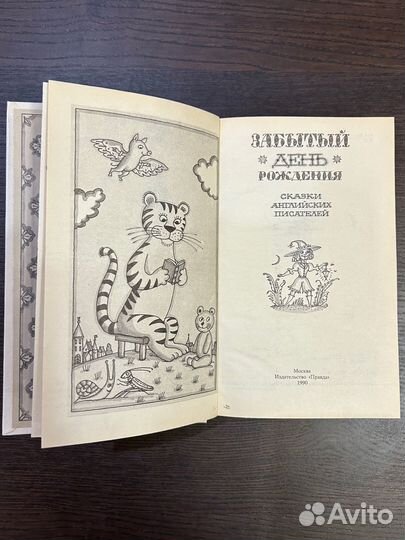 ЗАБЫТЫЙ
ДЕНЬ
РОЖДЕНИЯ
СКАЗКИ
АНГЛИЙСКИХ
ПИСАТЕЛЕЙ
Москва
Издательство «Правда»
1990
Avito